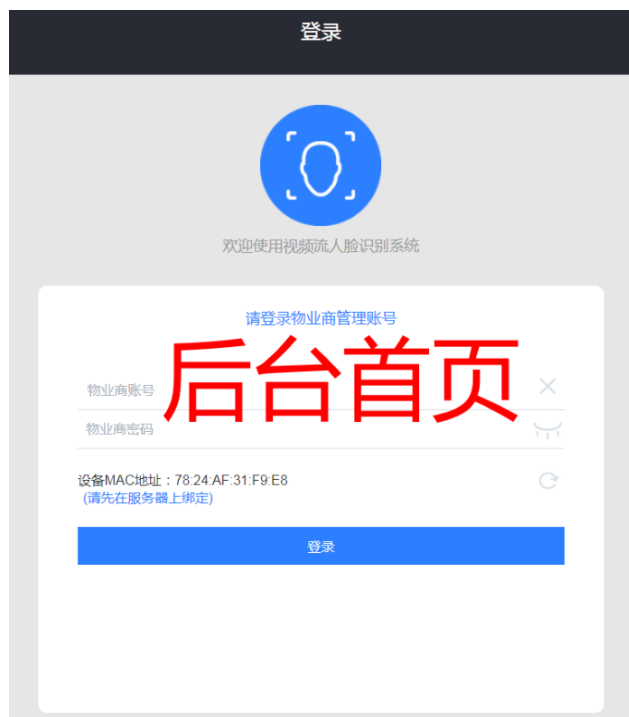 登录
欢迎使用视频流人脸识别系统
请登录物业商管理账号
后台首页
物业商账号
物业商密码
设备MAC地址：78:24:AF:31:F9:E8
(请先在服务器上绑定)
登录